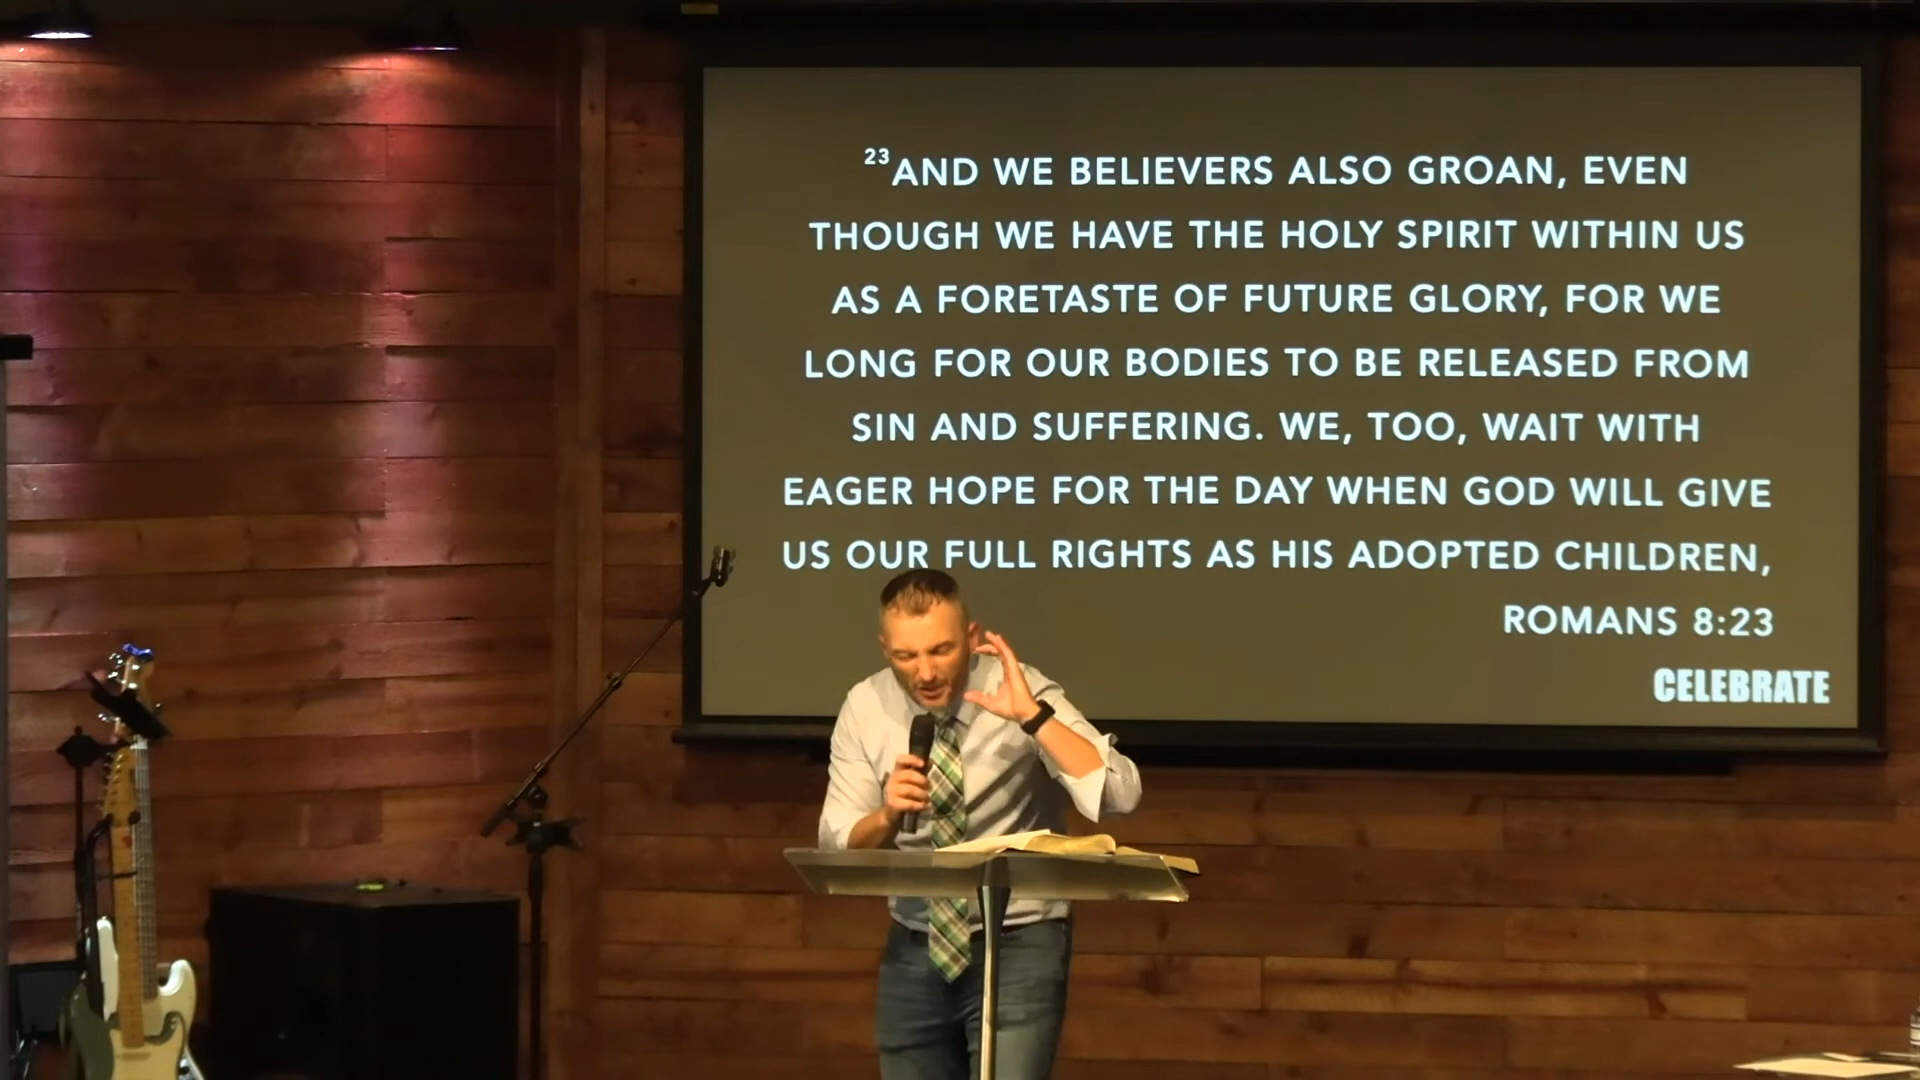 23AND WE BELIEVERS ALSO GROAN, EVEN
THOUGH WE HAVE THE HOLY SPIRIT WITHIN US
AS A FORETASTE OF FUTURE GLORY, FOR WE
LONG FOR OUR BODIES TO BE RELEASED FROM
SIN AND SUFFERING. WE, TOO, WAIT WITH
EAGER HOPE FOR THE DAY WHEN GOD WILL GIVE
US OUR FULL RIGHTS AS HIS ADOPTED CHILDREN,
ROMANS 8:23
CELEBRATE